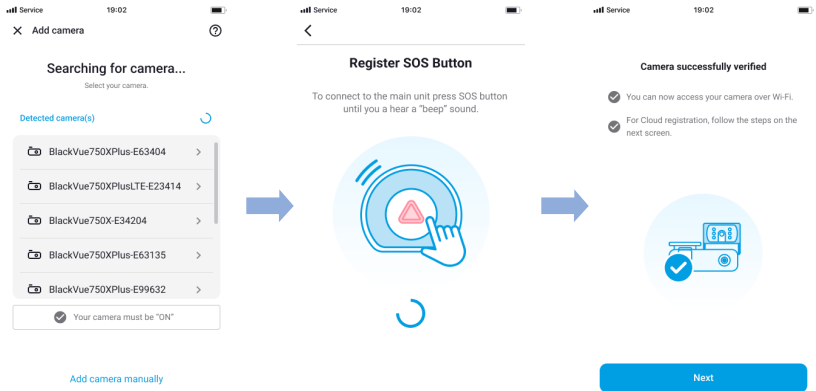 Service 19:02
Add camera
Searching for camera...
Select your camera.
Detected camera(s)
BlackVue750XPlus-E63404
BlackVue750XPlusLTE-E23414
BlackVue750X-E34204
BlackVue750XPlus-E63135
BlackVue750XPlus-E99632
Your camera must be "ON"
Add camera manually
Service 19:02
Register SOS Button
To connect to the main unit press SOS button
until you a hear a "beep" sound.
Service 19:02
Camera successfully verified
You can now access your camera over Wi-Fi.
For Cloud registration, follow the steps on the
next screen.
Next